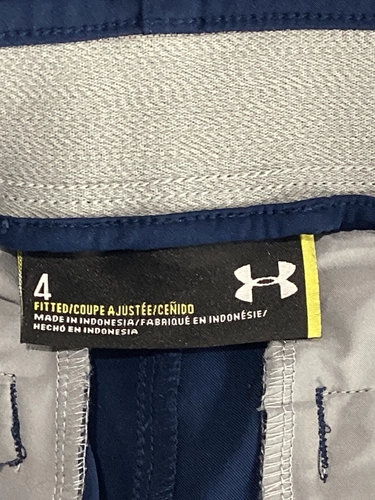 4
FITTED/COUPE AJUSTÉE/CEÑIDO
MADE IN INDONESIA/FABRIQUÉ EN INDONÉSIE/
HECHO EN INDONESIA